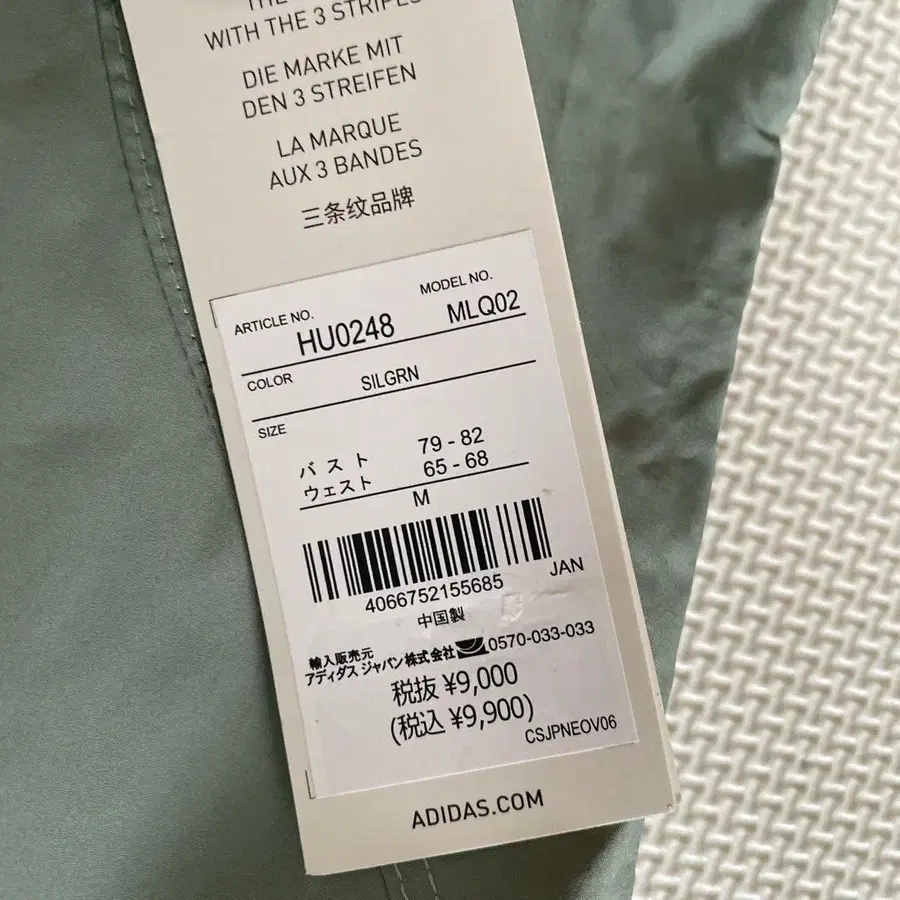 THE
WITH THE 3 STRIPES
DIE MARKE MIT
DEN 3 STREIFEN
LA MARQUE
AUX 3 BANDES
三条纹品牌
ARTICLE NO.
MODEL NO.
HU0248
MLQ02
COLOR
SILGRN
SIZE
バスト 79 - 82
ウェスト 65 - 68
M
4066752155685
JAN
中国製
輸入販売元
アディダス ジャパン株式会社 0570-033-033
税抜 ¥9,000
(税込 ¥9,900)
CSJPNEOV06
ADIDAS.COM